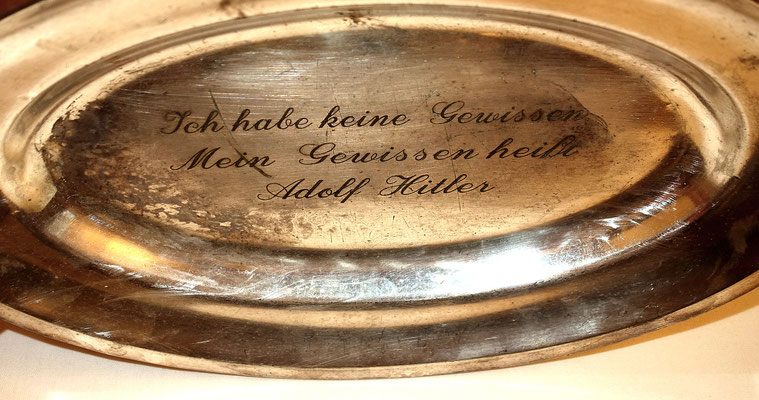 Ich habe keine Gewissen
Mein Gewissen heißt
Adolf Hitler